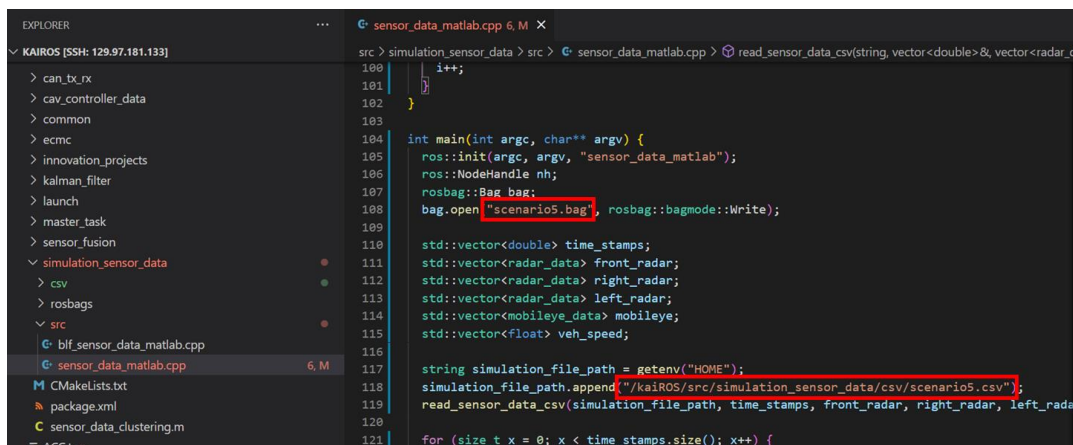 EXPLORER
KAIROS [SSH: 129.97.181.133]
can_tx_rx
cav_controller_data
common
ecmc
innovation_projects
kalman_filter
launch
master_task
sensor_fusion
simulation_sensor_data
csv
rosbags
src
blf_sensor_data_matlab.cpp
sensor_data_matlab.cpp 6, M
CMakeLists.txt
package.xml
sensor_data_clustering.m
sensor_data_matlab.cpp 6, M
src > simulation_sensor_data > src > sensor_data_matlab.cpp > read_sensor_data_csv(string, vector<double>&, vector<radar_
100 i++;
101 }
102 }
103
104 int main(int argc, char** argv) {
105 ros::init(argc, argv, "sensor_data_matlab");
106 ros::NodeHandle nh;
107 rosbag::Bag bag;
108 bag.open "scenario5.bag", rosbag::bagmode::Write);
109
110 std::vector<double> time_stamps;
111 std::vector<radar_data> front_radar;
112 std::vector<radar_data> right_radar;
113 std::vector<radar_data> left_radar;
114 std::vector<mobileye_data> mobileye;
115 std::vector<float> veh_speed;
116
117 string simulation_file_path = getenv("HOME");
118 simulation_file_path.append("/kaiROS/src/simulation_sensor_data/csv/scenario5.csv");
119 read_sensor_data_csv(simulation_file_path, time_stamps, front_radar, right_radar, left_rada
120
121 for (size_t x = 0; x < time_stamps.size(); x++) {